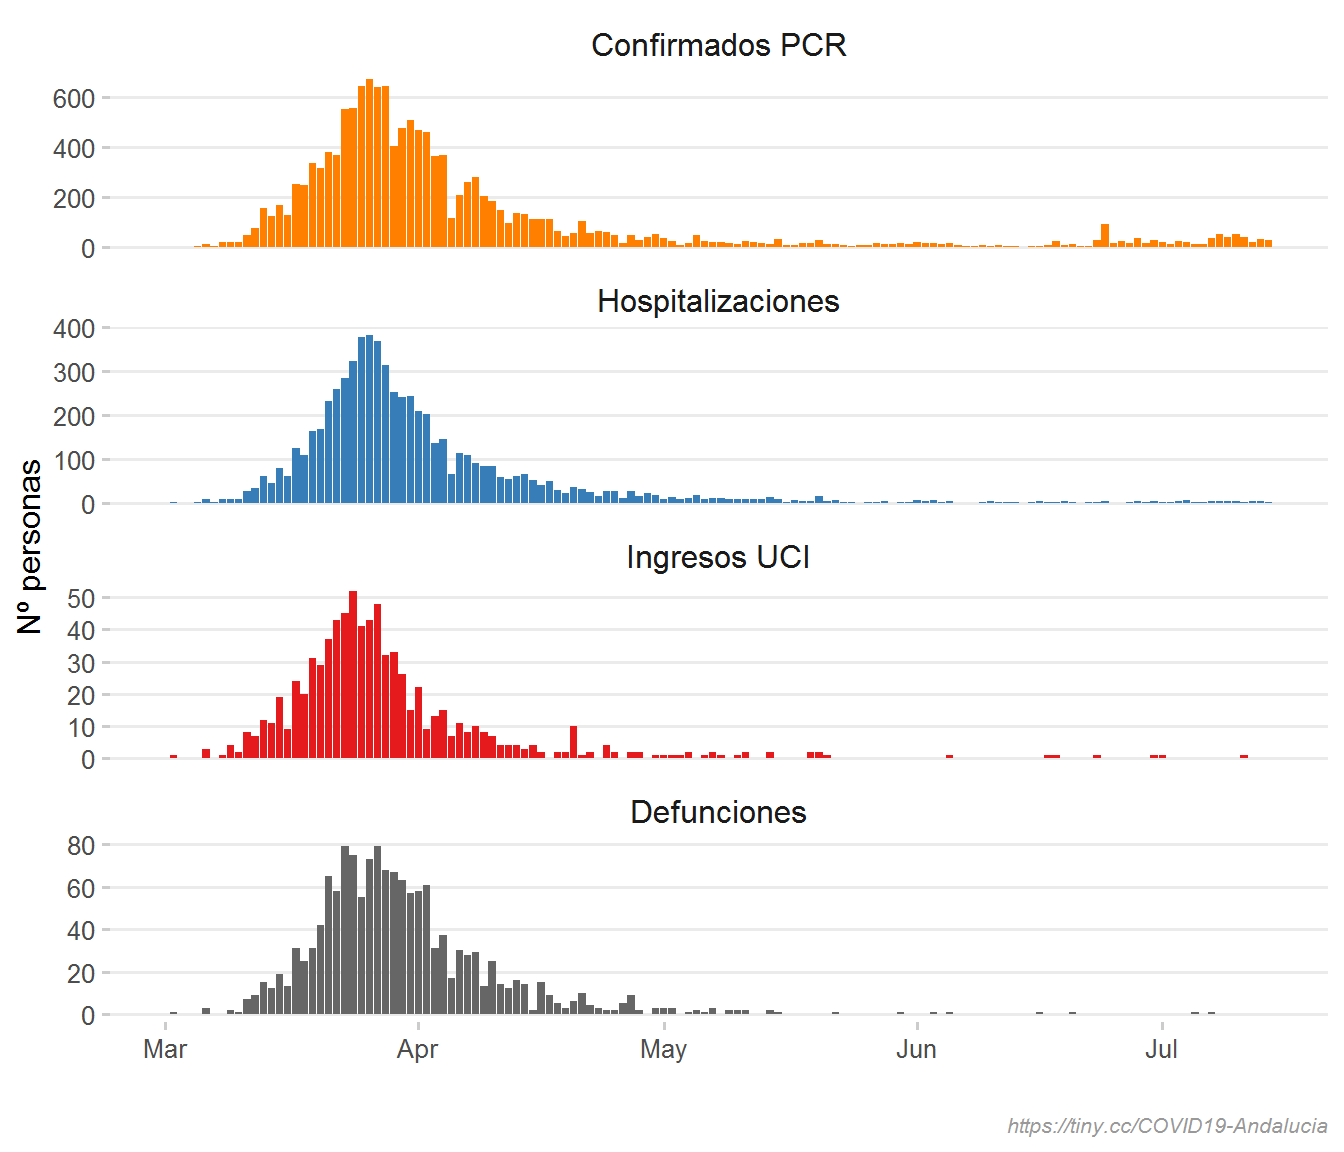 Confirmados PCR
600
400
200
0
Hospitalizaciones
400
300
200
100
0
Nº personas
Ingresos UCI
50
40
30
20
10
0
Defunciones
80
60
40
20
0
Mar Apr May Jun Jul
https://tiny.cc/COVID19-Andalucia